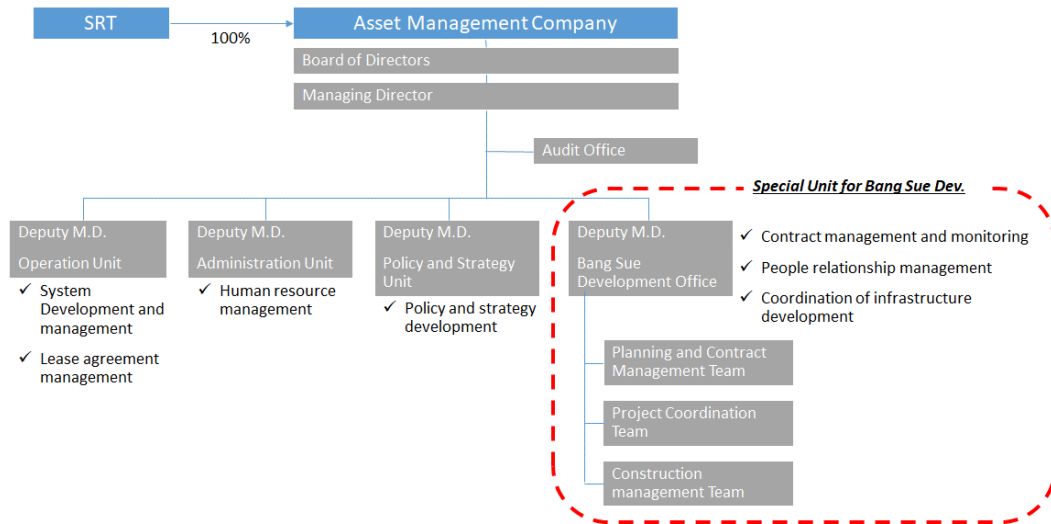 SRT
100%
Asset Management Company
Board of Directors
Managing Director
Audit Office
Special Unit for Bang Sue Dev.
Deputy M.D.
Operation Unit
✓ System
Development and
management
✓ Lease agreement
management
Deputy M.D.
Administration Unit
✓ Human resource
management
Deputy M.D.
Policy and Strategy
Unit
✓ Policy and strategy
development
Deputy M.D.
Bang Sue
Development Office
✓ Contract management and monitoring
✓ People relationship management
✓ Coordination of infrastructure
development
Planning and Contract
Management Team
Project Coordination
Team
Construction
management Team